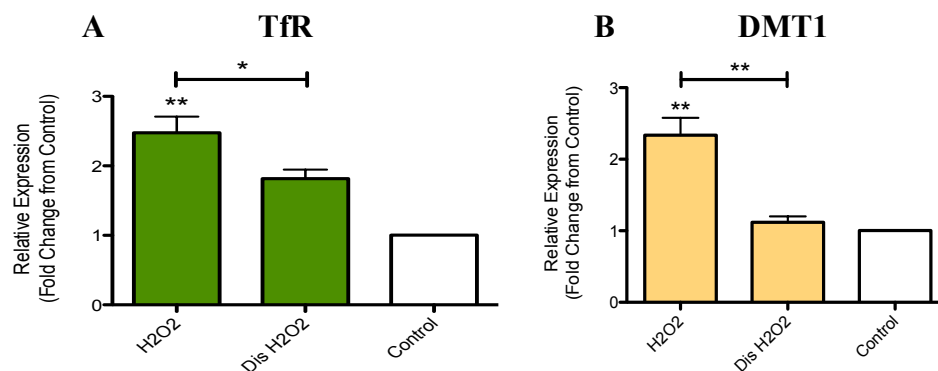 A TfR
*
**
Relative Expression
(Fold Change from Control)
3
2
1
0
H2O2
Dis H2O2
Control
B DMT1
**
**
Relative Expression
(Fold Change from Control)
3
2
1
0
H2O2
Dis H2O2
Control